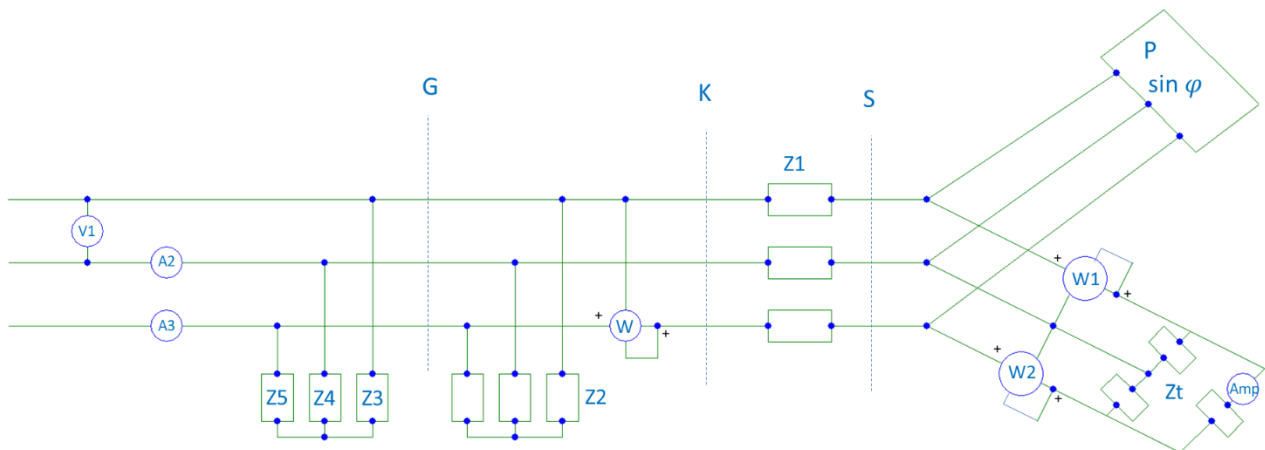 P
sin φ
G
K
S
Z1
V1
A2
W1
+
+
A3
W
+
+
W2
+
+
Z5
Z4
Z3
Z2
Zt
Amp